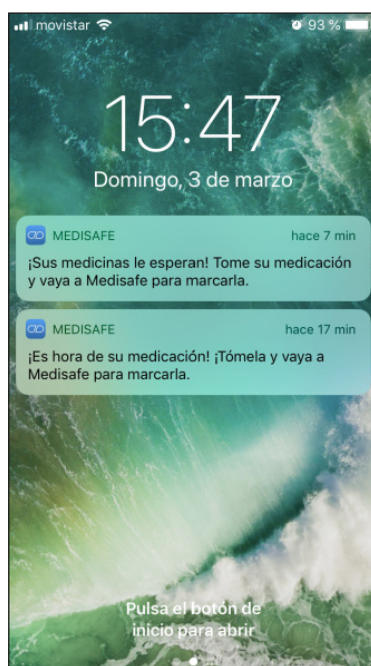 movistar 93 %
15:47
Domingo, 3 de marzo
MEDISAFE hace 7 min
¡Sus medicinas le esperan! Tome su medicación
y vaya a Medisafe para marcarla.
MEDISAFE hace 17 min
¡Es hora de su medicación! ¡Tómela y vaya a
Medisafe para marcarla.
Pulsa el botón de
inicio para abrir